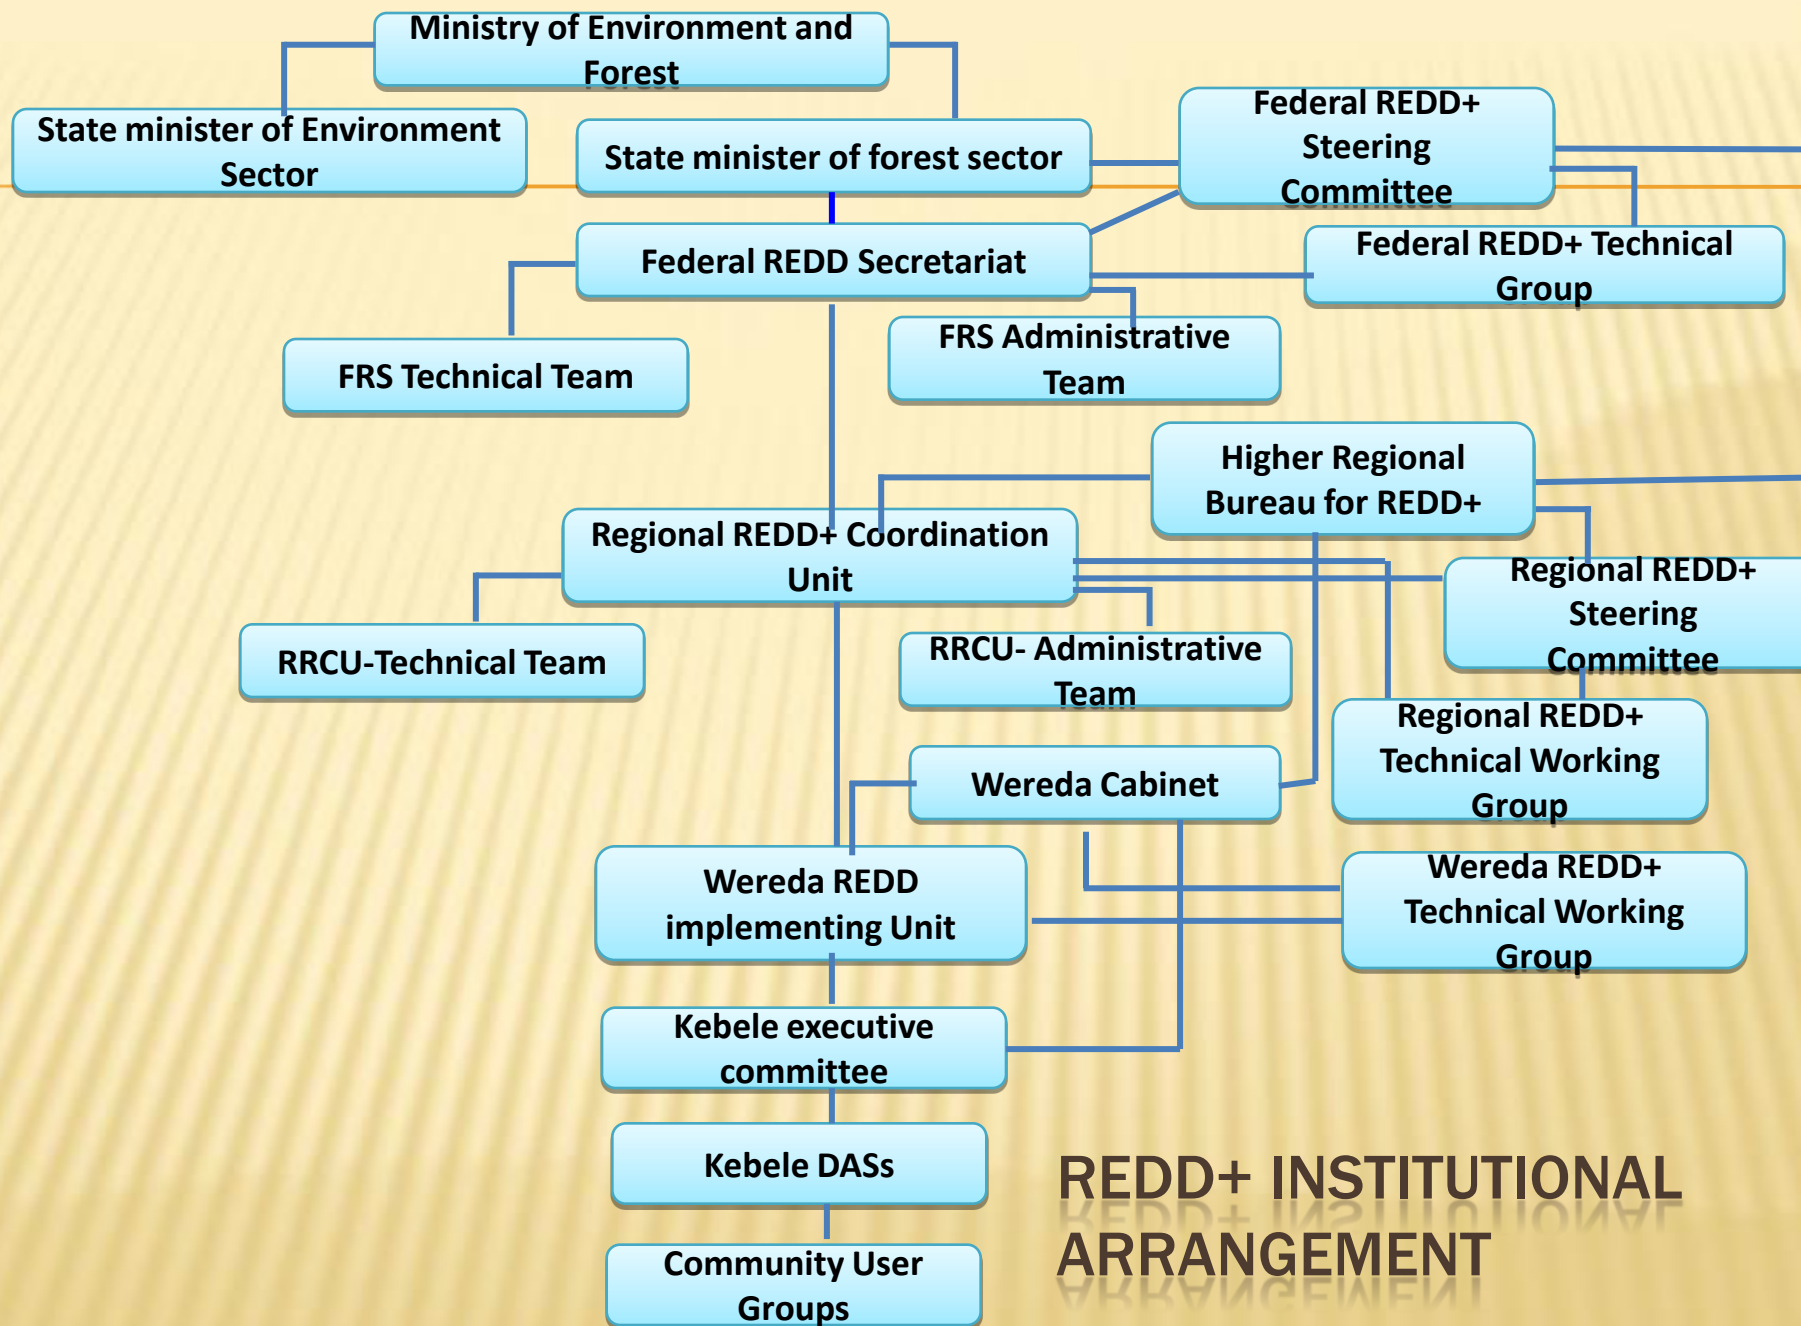 Ministry of Environment and
Forest
State minister of Environment
Sector
State minister of forest sector
Federal REDD+
Steering
Committee
Federal REDD Secretariat
Federal REDD+ Technical
Group
FRS Technical Team
FRS Administrative
Team
Higher Regional
Bureau for REDD+
Regional REDD+ Coordination
Unit
Regional REDD+
Steering
Committee
RRCU-Technical Team
RRCU- Administrative
Team
Regional REDD+
Technical Working
Group
Wereda Cabinet
Wereda REDD
implementing Unit
Wereda REDD+
Technical Working
Group
Kebele executive
committee
Kebele DASs
Community User
Groups
REDD+ INSTITUTIONAL
ARRANGEMENT